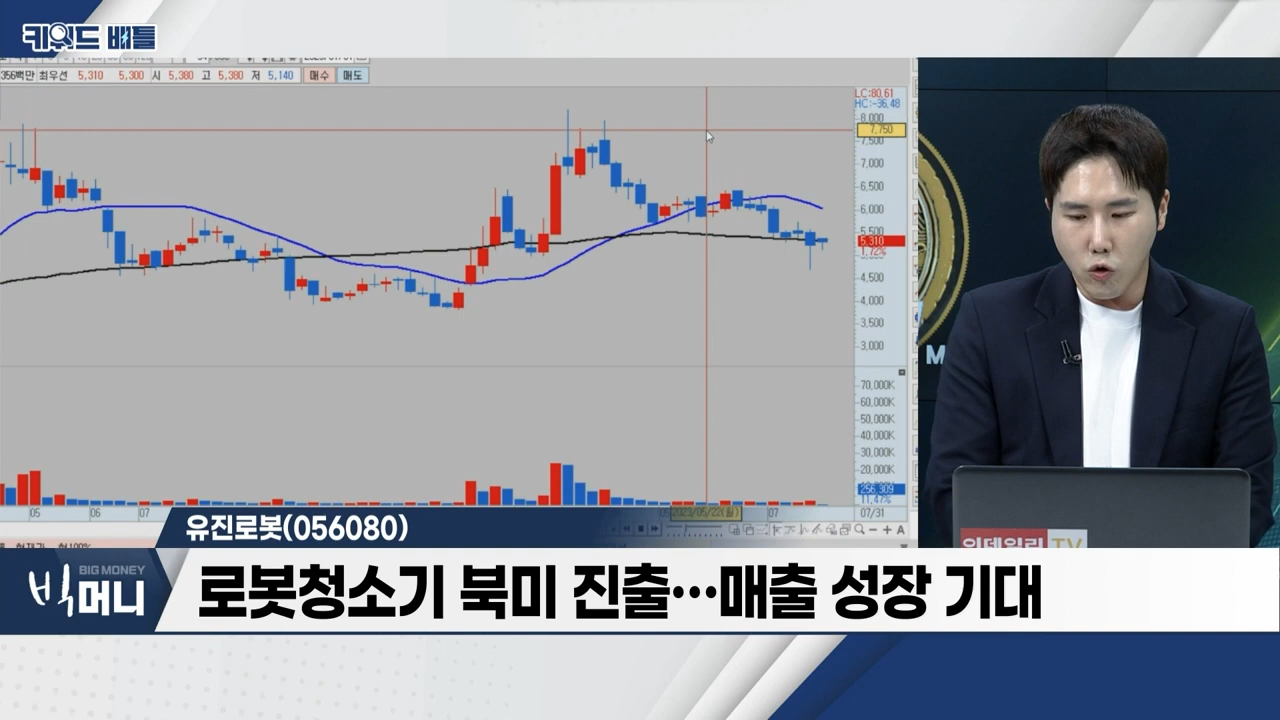 키워드 배틀
356백만 최우선 5,310 5,300 시 5,380 고 5,380 저 5,140 매수 매도
LC:80.61
HC:-36.48
8,000
7,750
7,500
7,000
6,500
6,000
5,500
5,310
1.72%
4,500
4,000
3,500
3,000
70,000K
60,000K
50,000K
40,000K
30,000K
20,000K
256,309
11.47%
05 06 07 2023/05/22(월) 07 07/31
M
이데일리 TV
유진로봇(056080)
BIG MONEY
빅머니
로봇청소기 북미 진출…매출 성장 기대